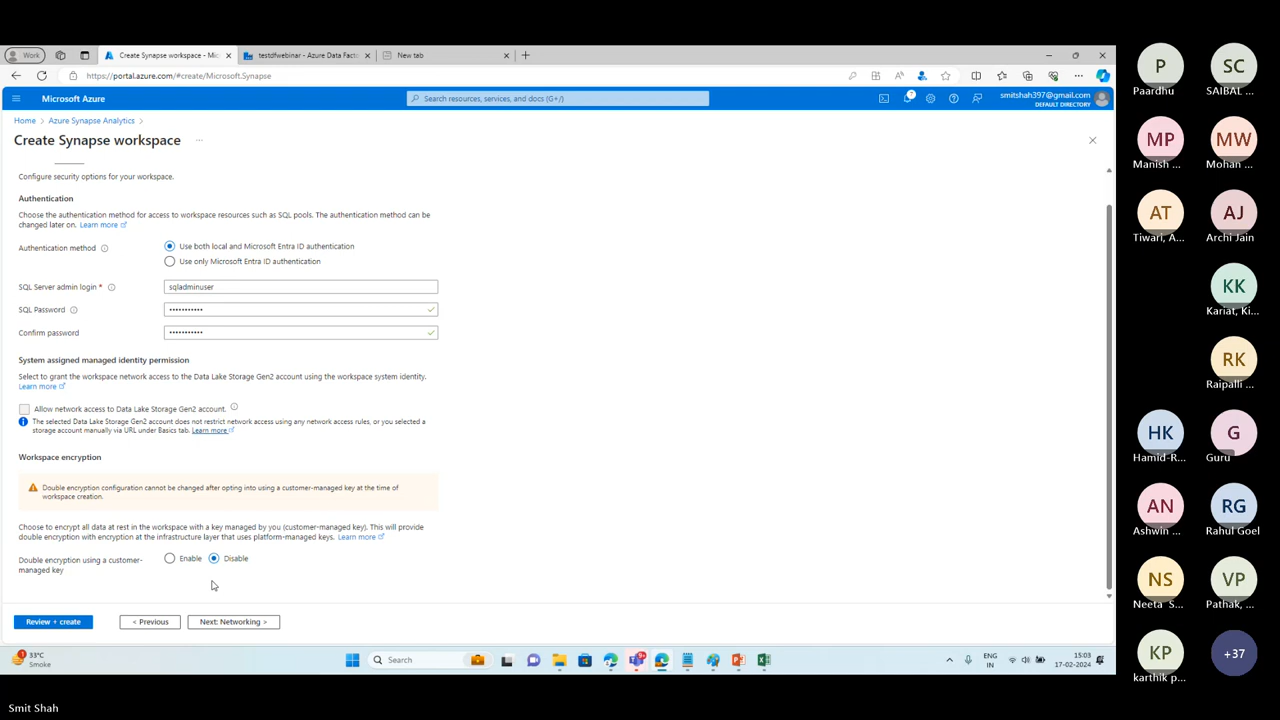 Work
Create Synapse workspace - Mic
testdfwebinar - Azure Data Facto
New tab
https://portal.azure.com/#create/Microsoft.Synapse
Microsoft Azure
Search resources, services, and docs (G+/)
7
smitshah397@gmail.com
DEFAULT DIRECTORY
Home > Azure Synapse Analytics >
Create Synapse workspace ...
Configure security options for your workspace.
Authentication
Choose the authentication method for access to workspace resources such as SQL pools. The authentication method can be
changed later on. Learn more
Authentication method
Use both local and Microsoft Entra ID authentication
Use only Microsoft Entra ID authentication
SQL Server admin login *
sqladminuser
SQL Password
•••••••••••
Confirm password
•••••••••••
System assigned managed identity permission
Select to grant the workspace network access to the Data Lake Storage Gen2 account using the workspace system identity.
Learn more
Allow network access to Data Lake Storage Gen2 account.
The selected Data Lake Storage Gen2 account does not restrict network access using any network access rules, or you selected a
storage account manually via URL under Basics tab. Learn more
Workspace encryption
Double encryption configuration cannot be changed after opting into using a customer-managed key at the time of
workspace creation.
Choose to encrypt all data at rest in the workspace with a key managed by you (customer-managed key). This will provide
double encryption with encryption at the infrastructure layer that uses platform-managed keys. Learn more
Double encryption using a customer-
managed key
Enable
Disable
Review + create
< Previous
Next: Networking >
33°C
Smoke
Search
ENG
IN
15:03
17-02-2024
P
Paardhu
SC
SAIBAL ...
MP
Manish ...
MW
Mohan ...
AT
Tiwari, A...
AJ
Archi Jain
KK
Kariat, Ki...
RK
Raipalli ...
HK
Hamid-R...
G
Guru
AN
Ashwin ...
RG
Rahul Goel
NS
Neeta S...
VP
Pathak, ...
KP
karthik p...
+37
Smit Shah